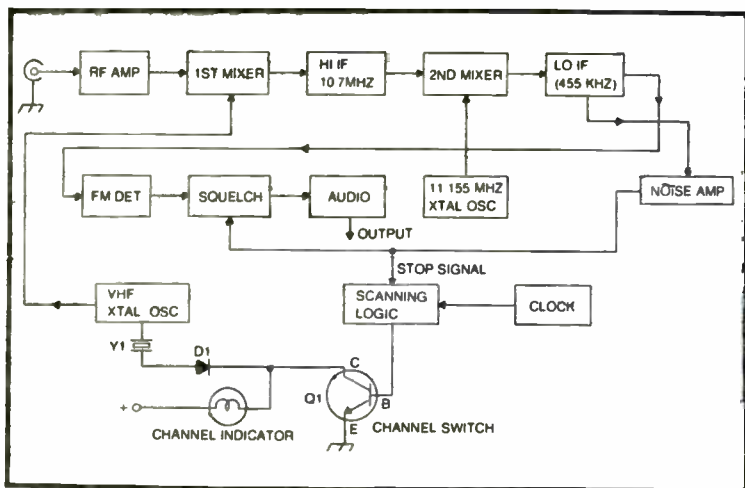 RF AMP
1ST MIXER
HI IF
10 7MHZ
2ND MIXER
LO IF
(455 KHZ)
FM DET
SQUELCH
AUDIO
11 155 MHZ
XTAL OSC
NOISE AMP
OUTPUT
STOP SIGNAL
VHF
XTAL OSC
SCANNING
LOGIC
CLOCK
Y1
D1
C
Q1
B
+
E
CHANNEL INDICATOR
CHANNEL SWITCH